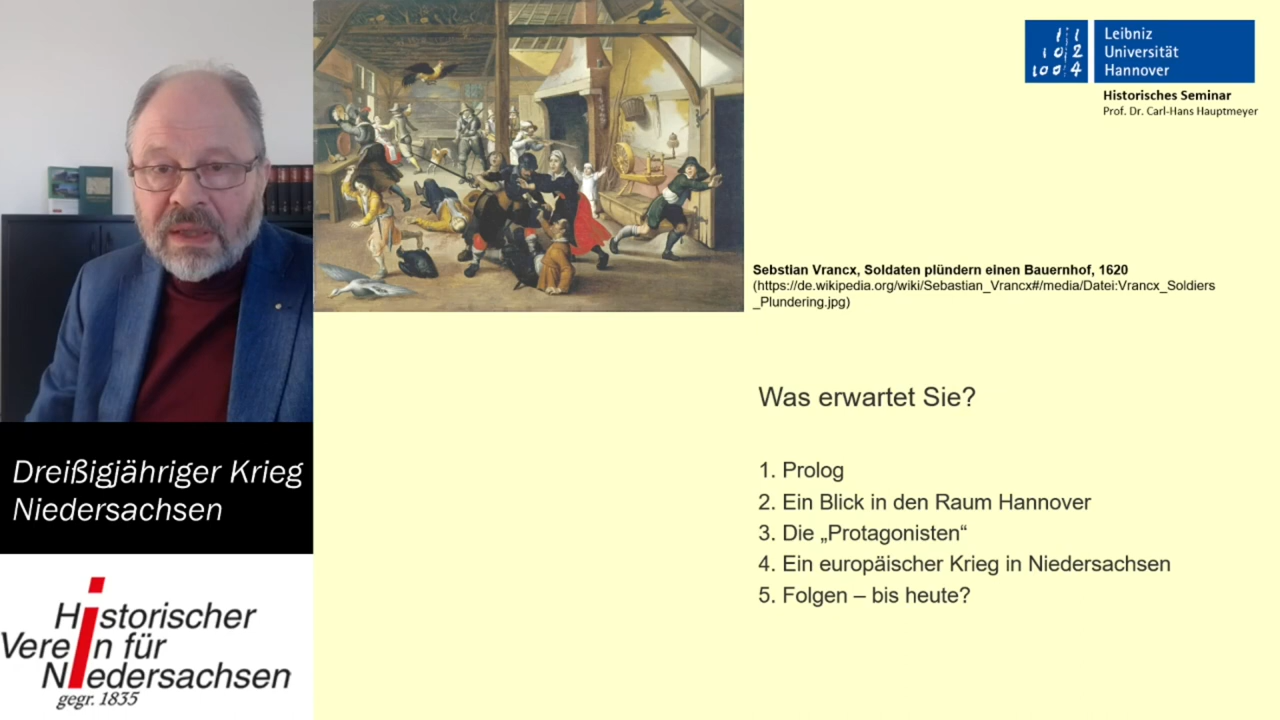 Dreißigjähriger Krieg
Niedersachsen
Historischer
Verein für
Niedersachsen
gegr. 1835
Leibniz
Universität
Hannover
Historisches Seminar
Prof. Dr. Carl-Hans Hauptmeyer
Sebstian Vrancx, Soldaten plündern einen Bauernhof, 1620
(https://de.wikipedia.org/wiki/Sebastian_Vrancx#/media/Datei:Vrancx_Soldiers
_Plundering.jpg)
Was erwartet Sie?
1. Prolog
2. Ein Blick in den Raum Hannover
3. Die „Protagonisten“
4. Ein europäischer Krieg in Niedersachsen
5. Folgen – bis heute?